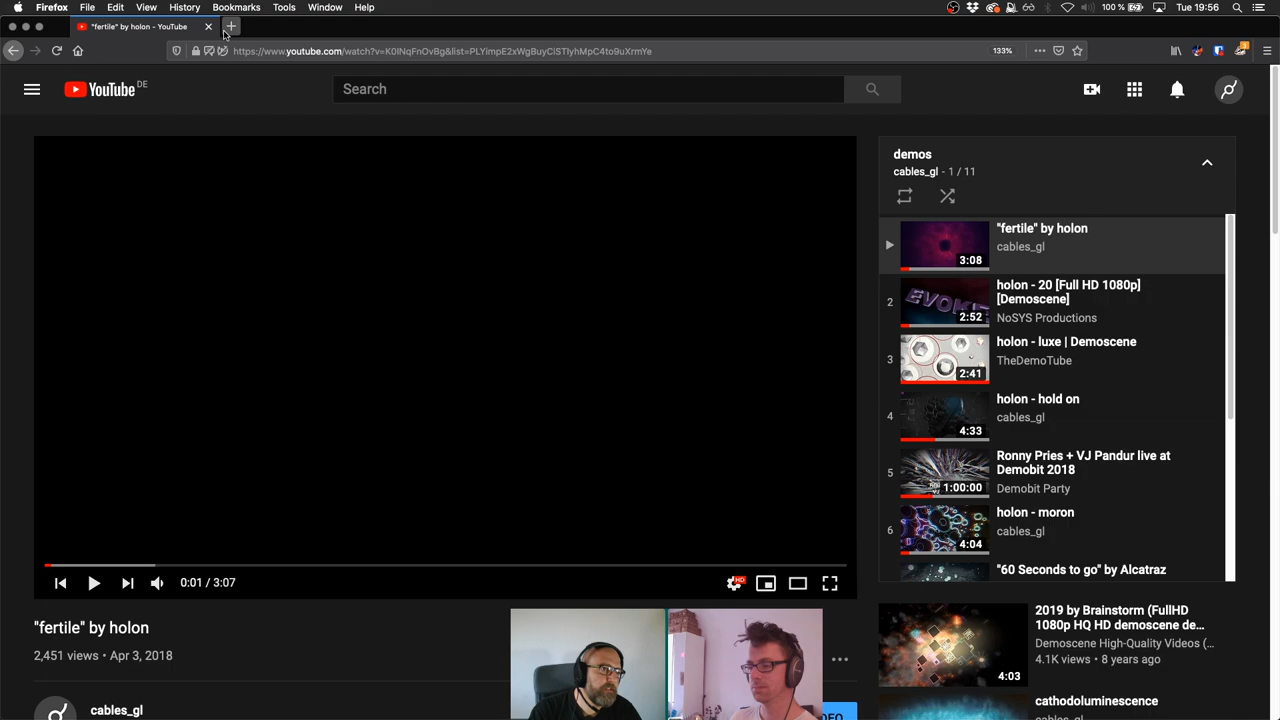 Firefox File Edit View History Bookmarks Tools Window Help
100 % Tue 19:56
"fertile" by holon - YouTube
https://www.youtube.com/watch?v=K0lNqFnOvBg&list=PLYimpE2xWgBuyCiSTlyhMpC4to9uXrmYe 133%
YouTube DE
Search
demos
cables_gl - 1 / 11
3:08
"fertile" by holon
cables_gl
2
2:52
holon - 20 [Full HD 1080p]
[Demoscene]
NoSYS Productions
3
2:41
holon - luxe | Demoscene
TheDemoTube
4
4:33
holon - hold on
cables_gl
5
1:00:00
Ronny Pries + VJ Pandur live at
Demobit 2018
Demobit Party
6
4:04
holon - moron
cables_gl
"60 Seconds to go" by Alcatraz
0:01 / 3:07
HD
"fertile" by holon
2,451 views • Apr 3, 2018
cables_gl
4:03
2019 by Brainstorm (FullHD
1080p HQ HD demoscene de...
Demoscene High-Quality Videos (...
4.1K views • 8 years ago
cathodoluminescence